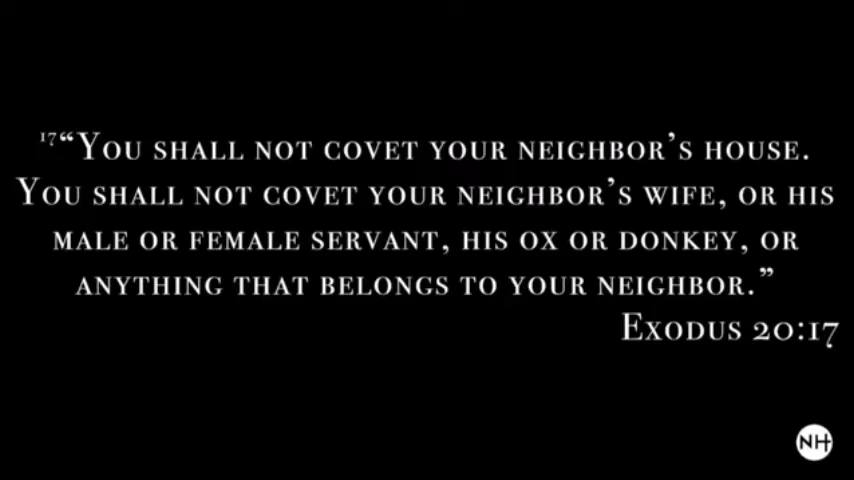 17“You shall not covet your neighbor’s house.
You shall not covet your neighbor’s wife, or his
male or female servant, his ox or donkey, or
anything that belongs to your neighbor.”
Exodus 20:17
NH